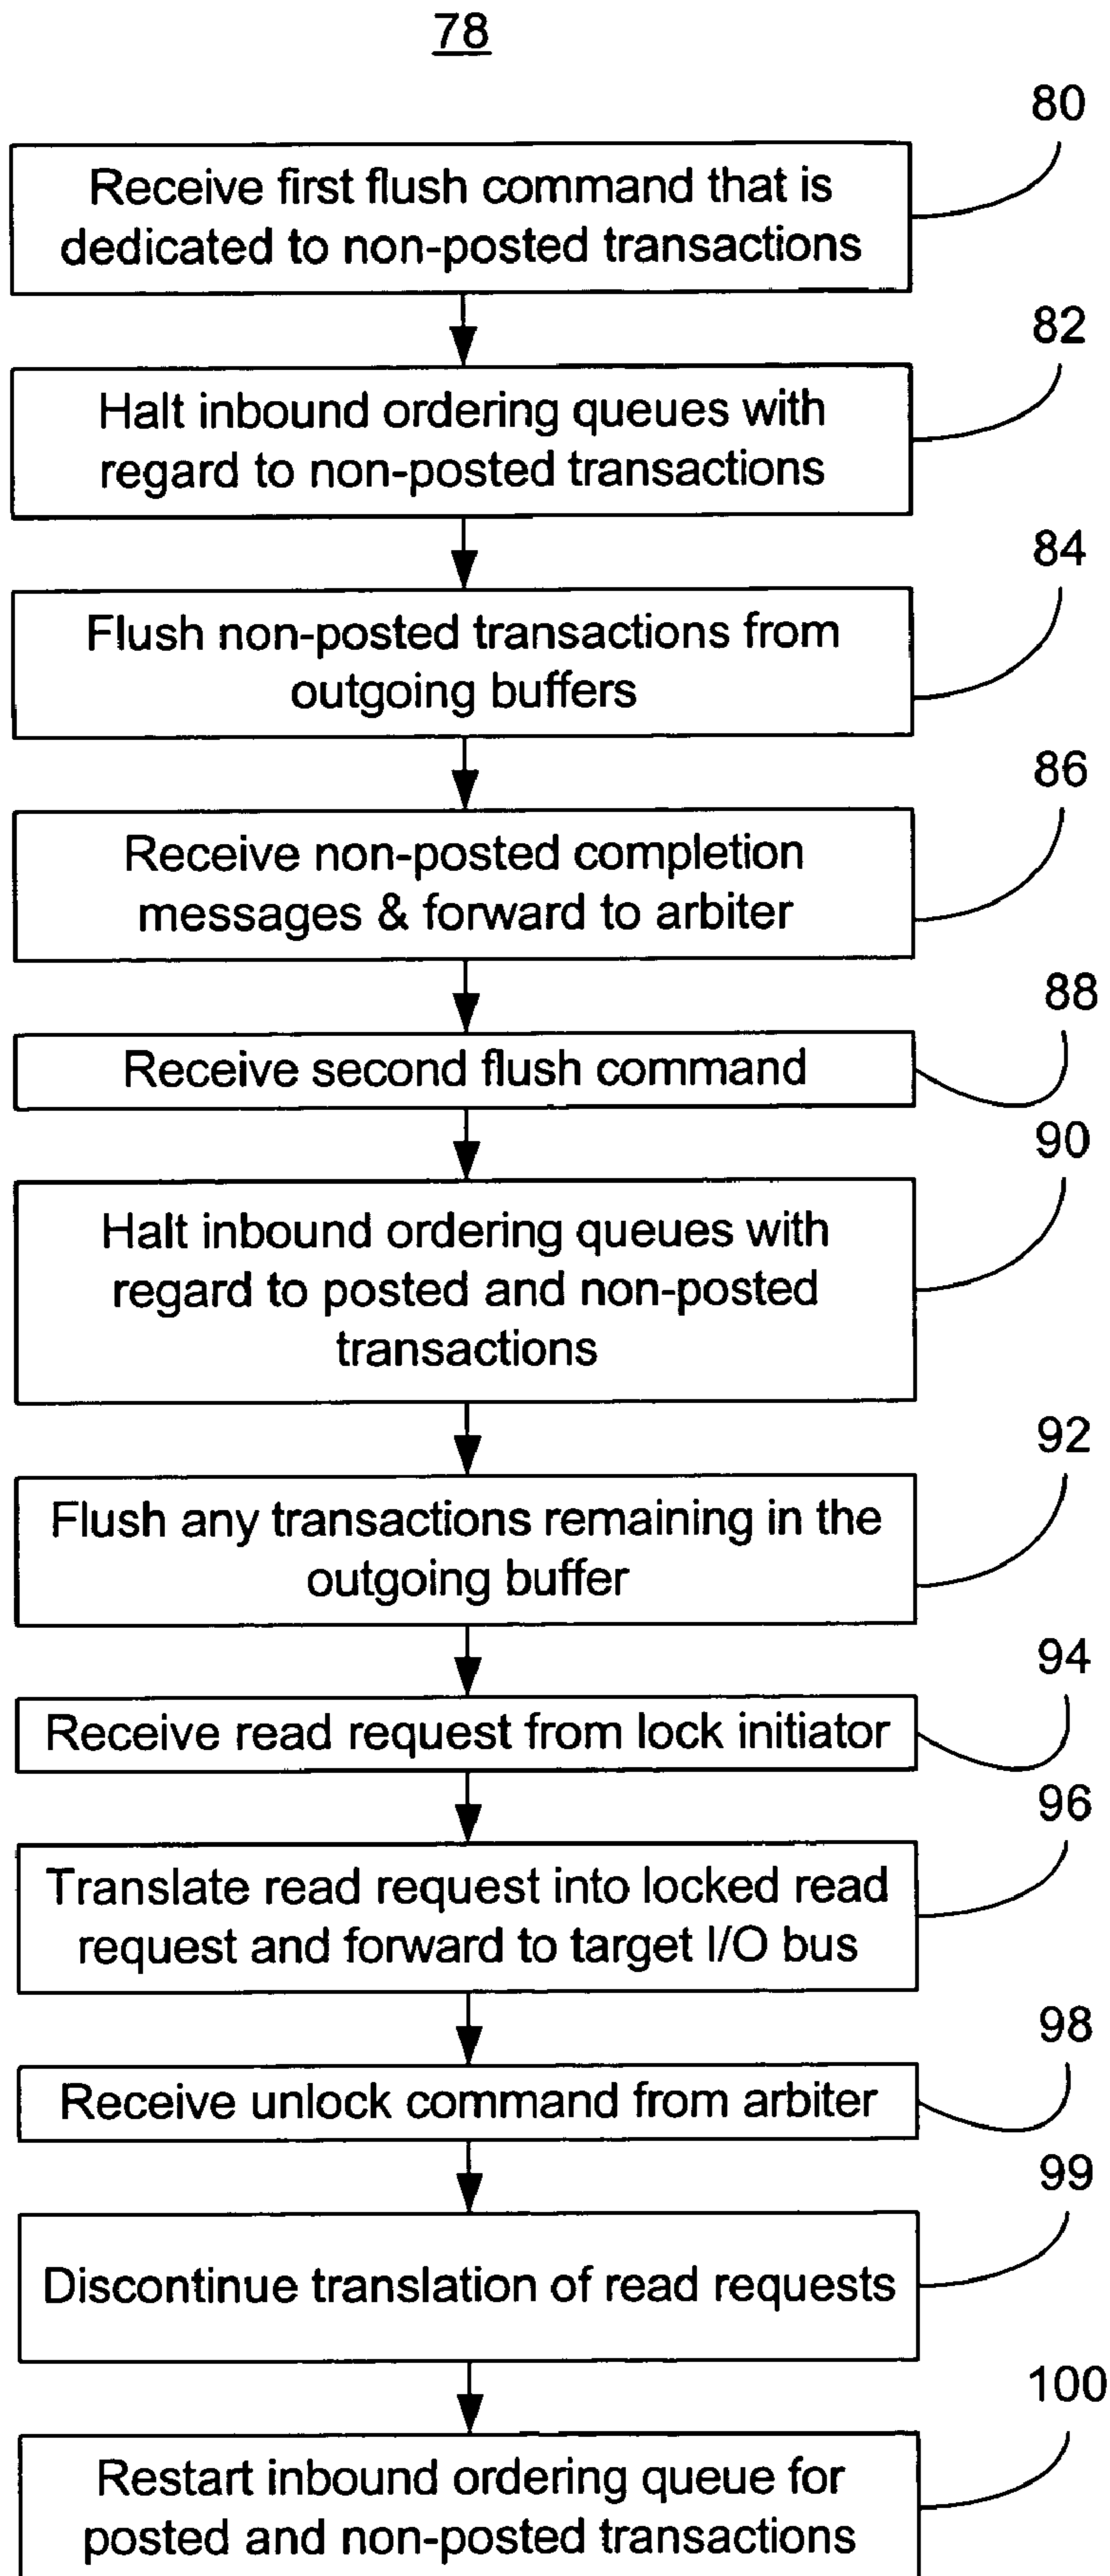 78
80
Receive first flush command that is
dedicated to non-posted transactions
82
Halt inbound ordering queues with
regard to non-posted transactions
84
Flush non-posted transactions from
outgoing buffers
86
Receive non-posted completion
messages & forward to arbiter
88
Receive second flush command
90
Halt inbound ordering queues with
regard to posted and non-posted
transactions
92
Flush any transactions remaining in the
outgoing buffer
94
Receive read request from lock initiator
96
Translate read request into locked read
request and forward to target I/O bus
98
Receive unlock command from arbiter
99
Discontinue translation of read requests
100
Restart inbound ordering queue for
posted and non-posted transactions